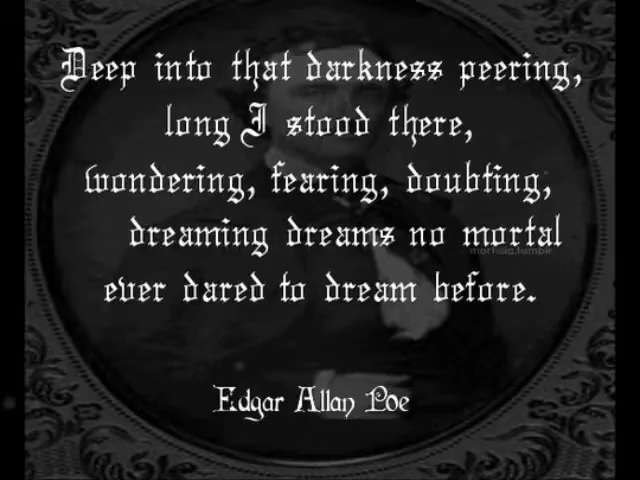 Deep into that darkness peering,
long I stood there,
wondering, fearing, doubting,
dreaming dreams no mortal
ever dared to dream before.
Edgar Allan Poe